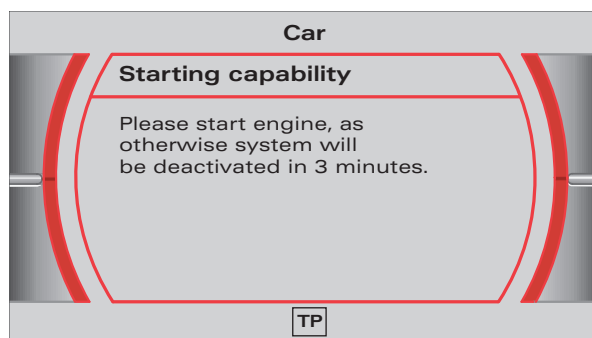 Car
Starting capability
Please start engine, as
otherwise system will
be deactivated in 3 minutes.
TP